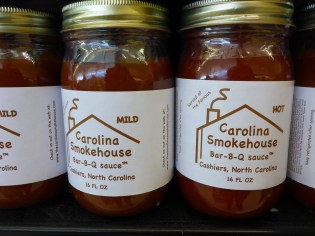 MILD
MILD
Carolina
Smokehouse
Bar-B-Q sauce™
Cashiers, North Carolina
16 FL OZ
HOT
Carolina
Smokehouse
Bar-B-Q sauce™
Cashiers, North Carolina
16 FL OZ